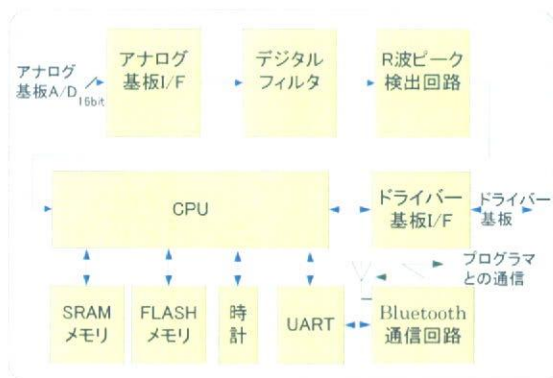 アナログ
基板A/D
16bit
アナログ
基板I/F
デジタル
フィルタ
R波ピーク
検出回路
CPU
ドライバー
基板I/F
ドライバー
基板
プログラマ
との通信
SRAM
メモリ
FLASH
メモリ
時
計
UART
Bluetooth
通信回路